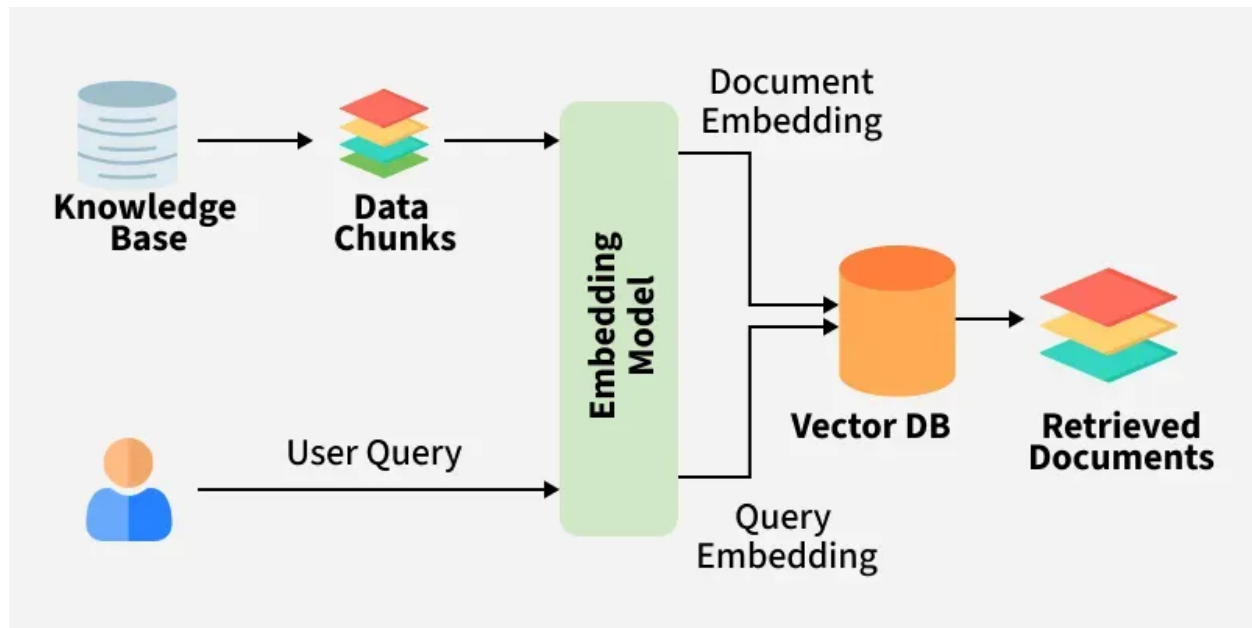 Document
Embedding
Knowledge
Base
Data
Chunks
Embedding
Model
User Query
Vector DB
Retrieved
Documents
Query
Embedding